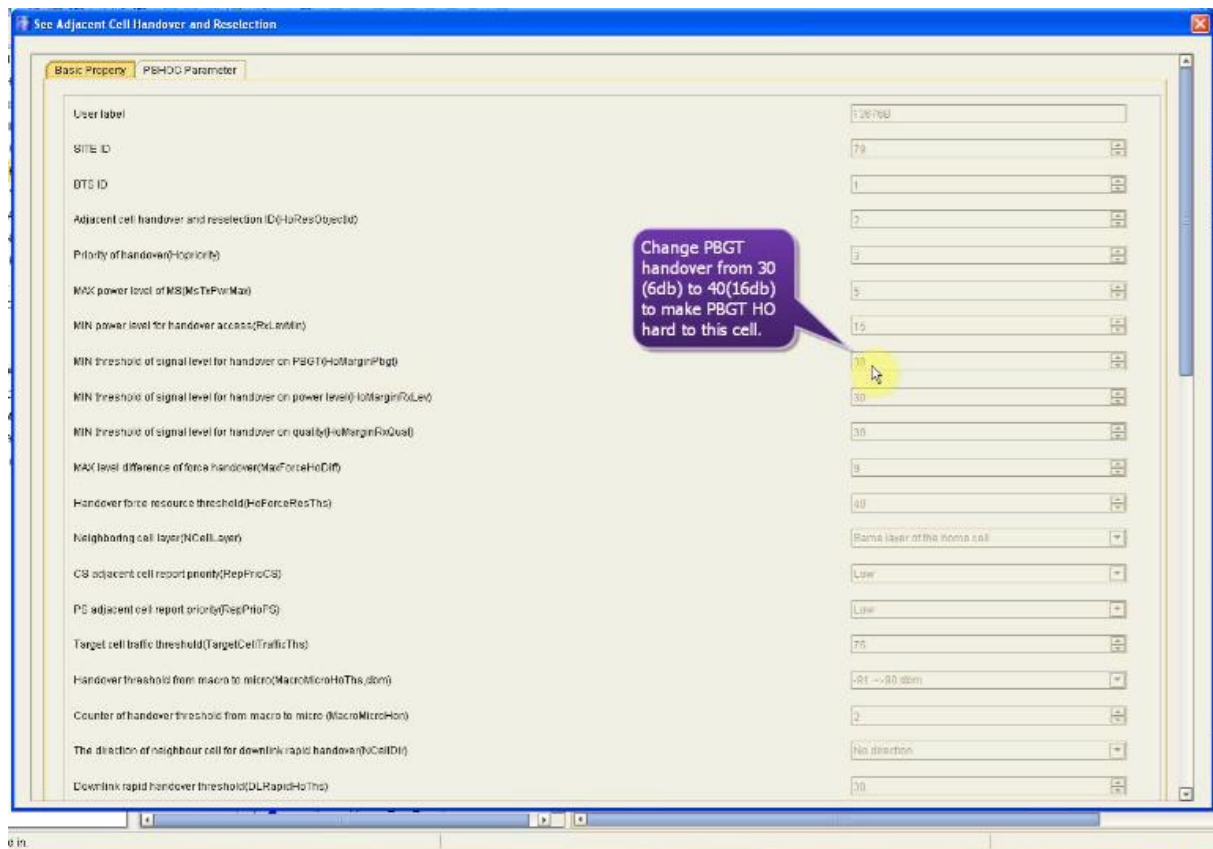 See Adjacent Cell Handover and Reselection
Basic Property PBHOC Parameter
User label
SITE ID 79
BTS ID 1
Adjacent cell handover and reselection ID(HoResObjectId) 2
Priority of handover(Hopriority) 3
MAX power level of MS(MsTxPwrMax) 5
MIN power level for handover access(RxLevMin) 15
MIN threshold of signal level for handover on PBGT(HoMarginPbgt) 30
MIN threshold of signal level for handover on power level(HoMarginRxLev) 30
MIN threshold of signal level for handover on quality(HoMarginRxQual) 30
MAX level difference of force handover(MaxForceHoDiff)
Handover force resource threshold(HoForceResThs) 40
Neighboring cell layer(NCellLayer) Same layer of the home cell
CS adjacent cell report priority(RepPrioCS) Low
PS adjacent cell report priority(RepPrioPS) Low
Target cell traffic threshold(TargetCellTrafficThs)
Handover threshold from macro to micro(MacroMicroHoThs,dbm)
Counter of handover threshold from macro to micro (MacroMicroHon) 2
The direction of neighbour cell for downlink rapid handover(NCellDir) No direction
Downlink rapid handover threshold(DLRapidHoThs) 30
Change PBGT
handover from 30
(6db) to 40(16db)
to make PBGT HO
hard to this cell.
d in.